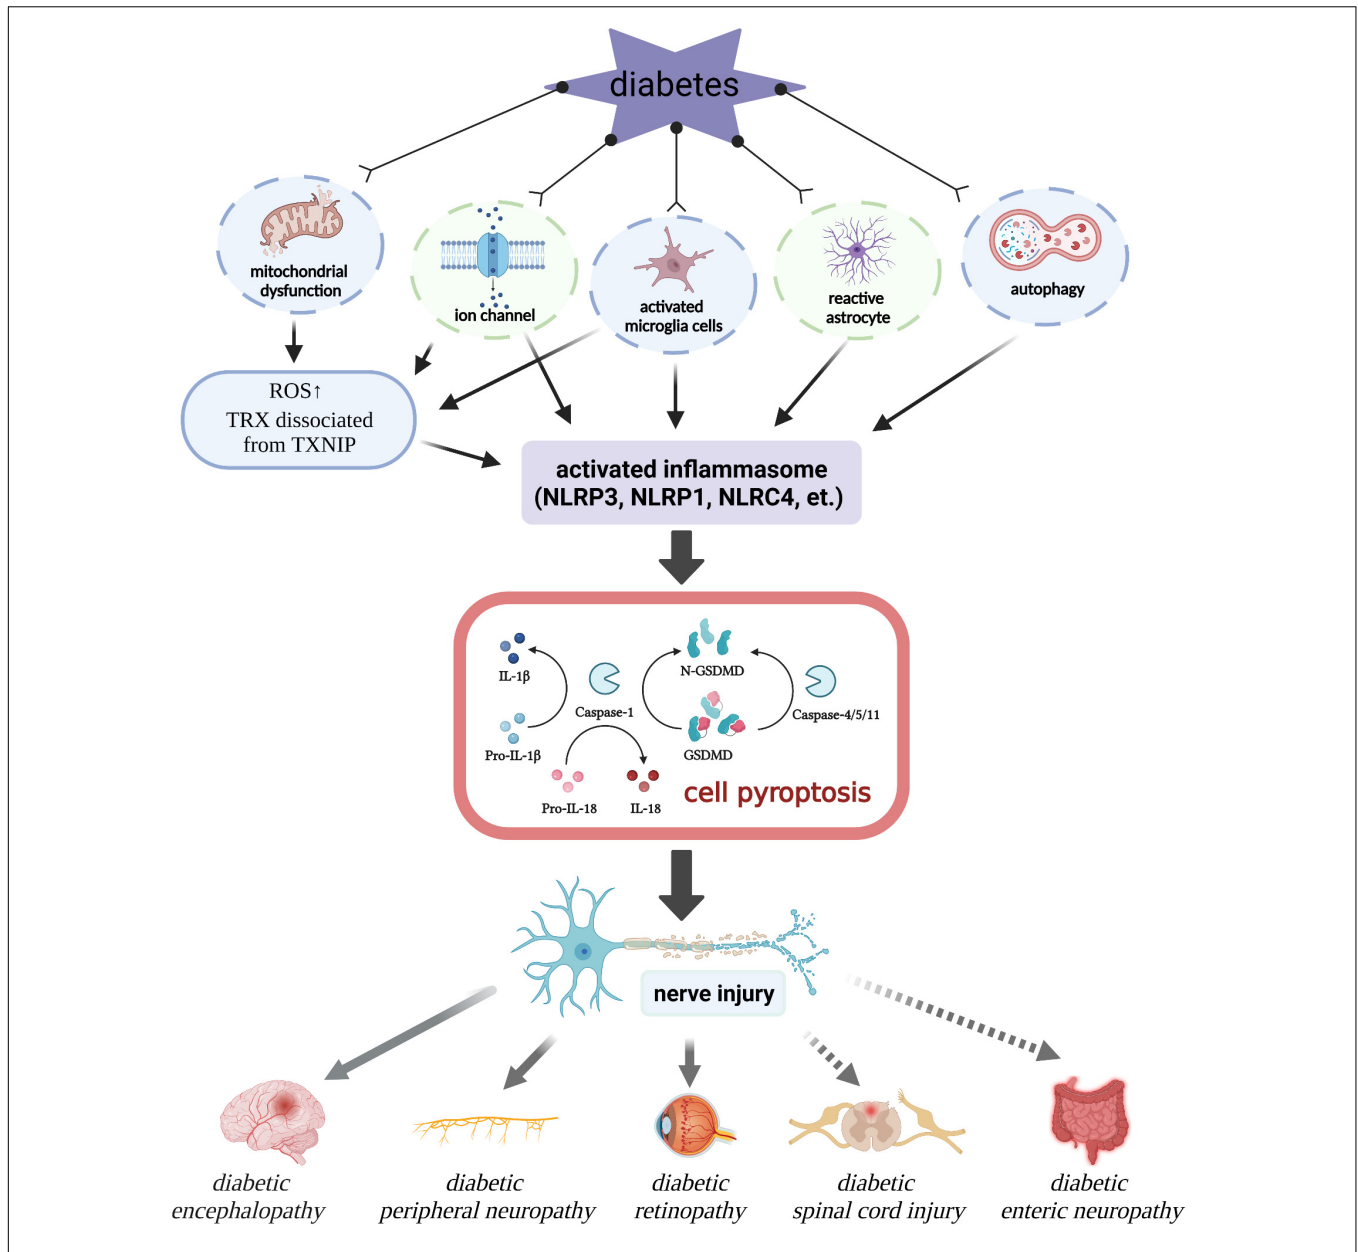 diabetes
mitochondrial
dysfunction
ion channel
activated
microglia cells
reactive
astrocyte
autophagy
ROS↑
TRX dissociated
from TXNIP
activated inflammasome
(NLRP3, NLRP1, NLRC4, et.)
IL-1β
Pro-IL-1β
Caspase-1
Pro-IL-18
IL-18
N-GSDMD
GSDMD
Caspase-4/5/11
cell pyroptosis
nerve injury
diabetic
encephalopathy
diabetic
peripheral neuropathy
diabetic
retinopathy
diabetic
spinal cord injury
diabetic
enteric neuropathy